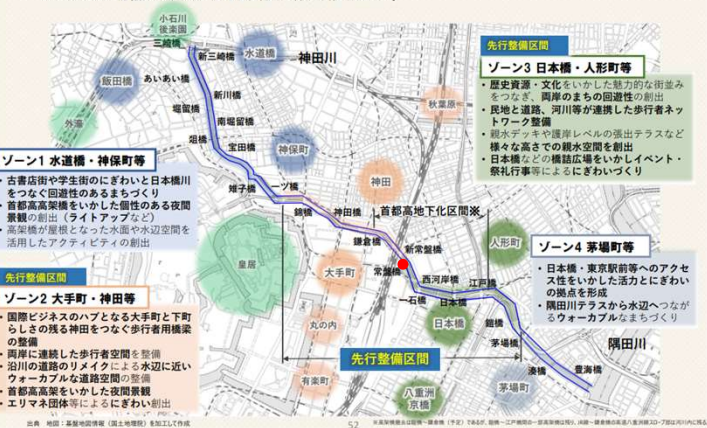 小石川
後楽園
三崎橋
新三崎橋
水道橋
神田川
飯田橋
あいあい橋
外濠
新川橋
堀留橋
南堀留橋
俎橋
宝田橋
神保町
雉子橋
一ツ橋
錦橋
神田橋
神田
秋葉原
首都高地下化区間※
鎌倉橋
新常盤橋
常盤橋
人形町
皇居
大手町
西河岸橋
江戸橋
一石橋
日本橋
日本橋
鎧橋
茅場橋
丸の内
有楽町
先行整備区間
八重洲
京橋
茅場町
湊橋
豊海橋
隅田川
ゾーン1 水道橋・神保町等
・古書店街や学生街のにぎわいと日本橋川
をつなぐ回遊性のあるまちづくり
・首都高高架橋をいかした個性のある夜間
景観の創出(ライトアップなど)
・高架橋が屋根となった水面や水辺空間を
活用したアクティビティの創出
先行整備区間
ゾーン2 大手町・神田等
・国際ビジネスのハブとなる大手町と下町
らしさの残る神田をつなぐ歩行者用橋梁
の整備
・両岸に連続した歩行者空間を整備
・沿川の道路のリメイクによる水辺に近い
ウォーカブルな道路空間の整備
・首都高高架をいかした夜間景観
・エリマネ団体等によるにぎわい創出
先行整備区間
ゾーン3 日本橋・人形町等
・歴史資源・文化をいかした魅力的な街並み
をつなぎ、両岸のまちの回遊性の創出
・民地と道路、河川等が連携した歩行者ネッ
トワーク整備
・親水デッキや護岸レベルの張出テラスなど
様々な高さでの親水空間を創出
・日本橋などの橋詰広場をいかしイベント・
祭礼行事等によるにぎわいづくり
ゾーン4 茅場町等
・日本橋・東京駅前等へのアクセ
ス性をいかした活力とにぎわい
の拠点を形成
・隅田川テラスから水辺へつなが
るウォーカブルなまちづくり
出典 地図:基盤地図情報(国土地理院)を加工して作成
52